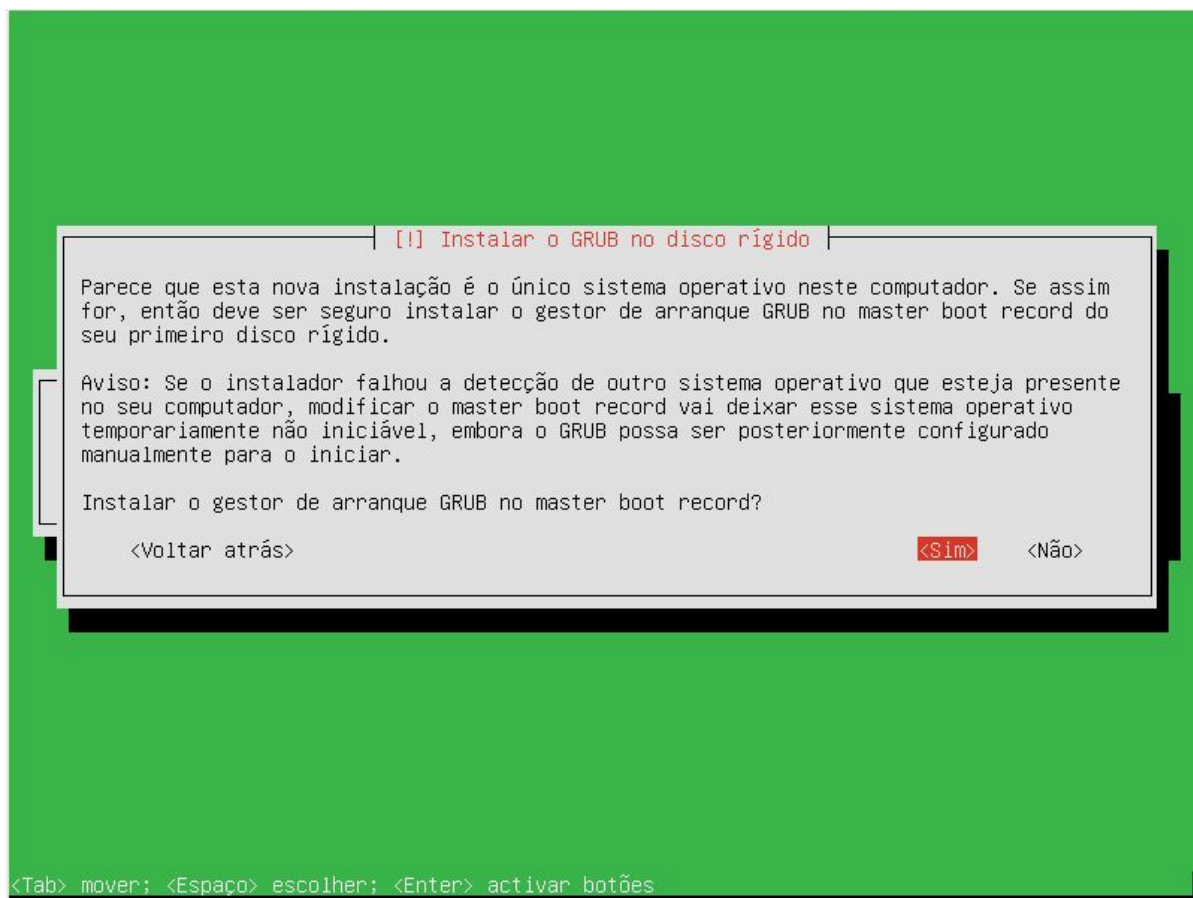 [!] Instalar o GRUB no disco rígido
Parece que esta nova instalação é o único sistema operativo neste computador. Se assim
for, então deve ser seguro instalar o gestor de arranque GRUB no master boot record do
seu primeiro disco rígido.
Aviso: Se o instalador falhou a detecção de outro sistema operativo que esteja presente
no seu computador, modificar o master boot record vai deixar esse sistema operativo
temporariamente não iniciável, embora o GRUB possa ser posteriormente configurado
manualmente para o iniciar.
Instalar o gestor de arranque GRUB no master boot record?
<Voltar atrás> <Sim> <Não>
<Tab> mover; <Espaço> escolher; <Enter> activar botões